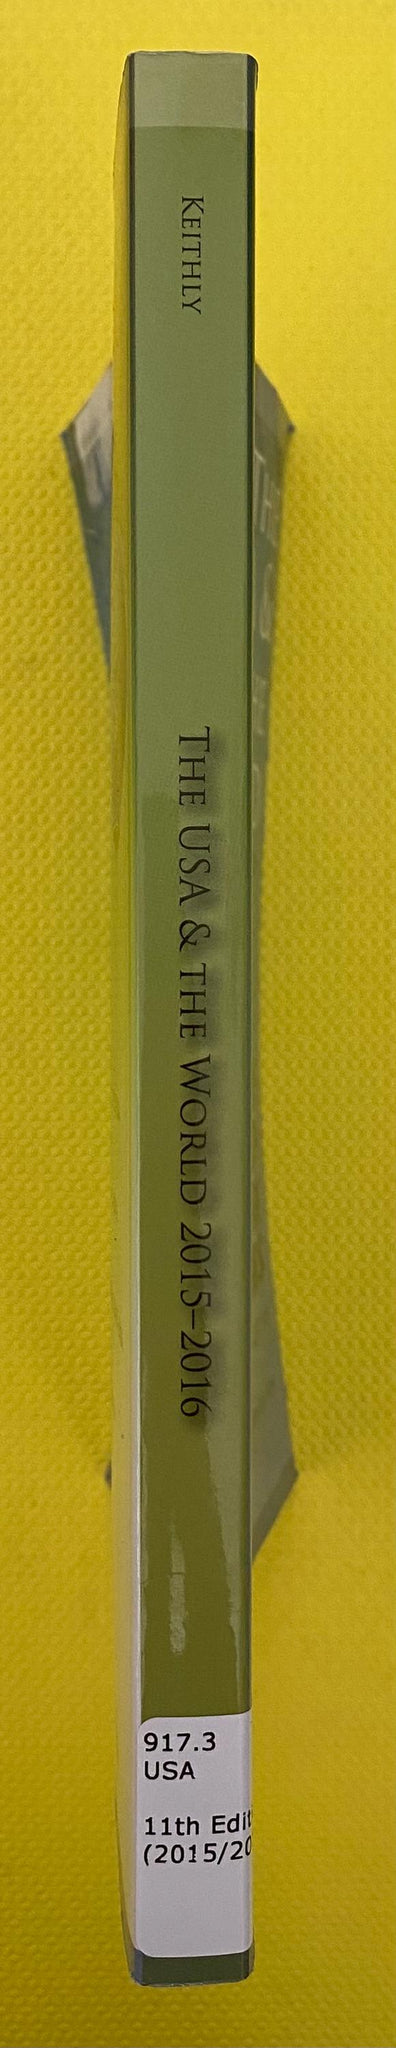 KEITHLY
THE USA & THE WORLD 2015–2016
917.3
USA
11th Edit
(2015/20